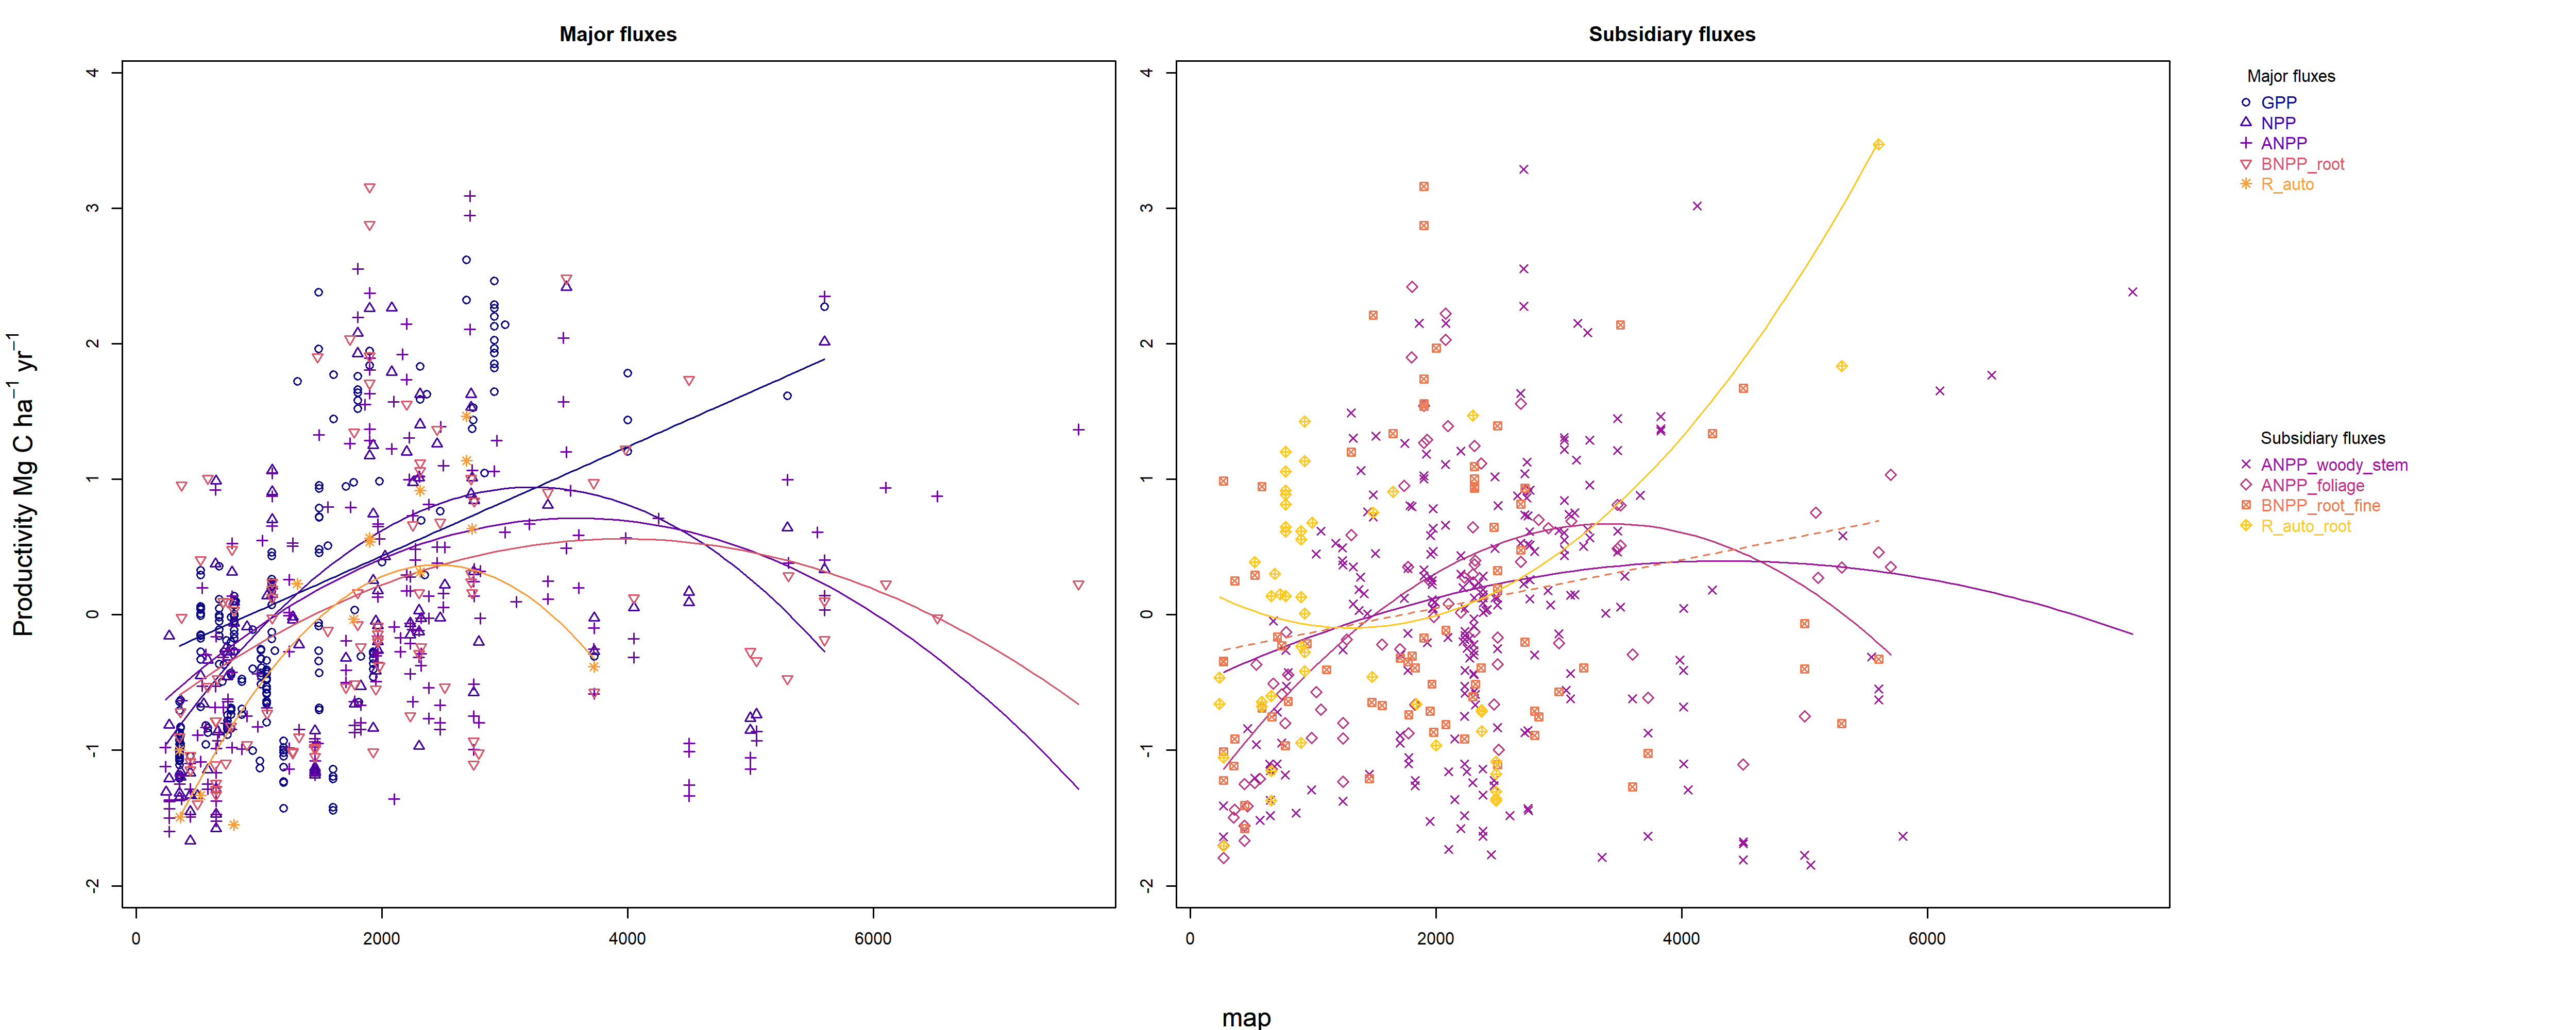 Major fluxes
Subsidiary fluxes
Productivity Mg C ha⁻¹ yr⁻¹
4
3
2
1
0
-1
-2
0 2000 4000 6000
4
3
2
1
0
-1
-2
0 2000 4000 6000
map
Major fluxes
GPP
NPP
ANPP
BNPP_root
R_auto
Subsidiary fluxes
ANPP_woody_stem
ANPP_foliage
BNPP_root_fine
R_auto_root